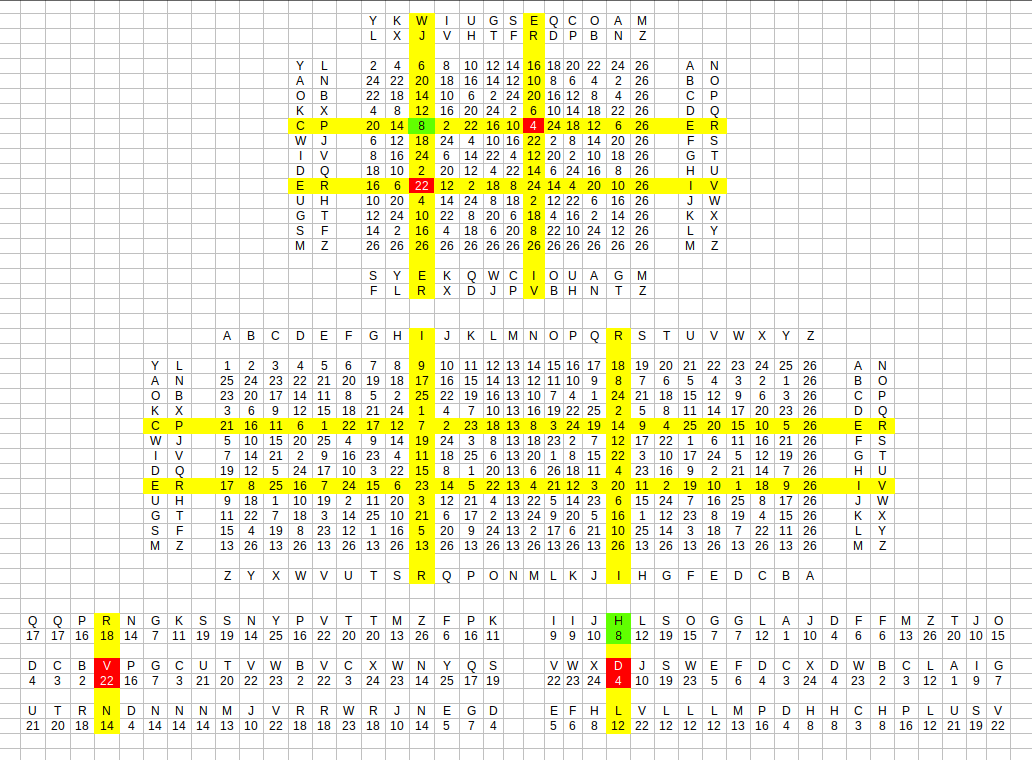 Y K W I U G S E Q C O A M
L X J V H T F R D P B N Z
Y L 2 4 6 8 10 12 14 16 18 20 22 24 26 A N
A N 24 22 20 18 16 14 12 10 8 6 4 2 26 B O
O B 22 18 14 10 6 2 24 20 16 12 8 4 26 C P
K X 4 8 12 16 20 24 2 6 10 14 18 22 26 D Q
C P 20 14 8 2 22 16 10 4 24 18 12 6 26 E R
W J 6 12 18 24 4 10 16 22 2 8 14 20 26 F S
I V 8 16 24 6 14 22 4 12 20 2 10 18 26 G T
D Q 18 10 2 20 12 4 22 14 6 24 16 8 26 H U
E R 16 6 22 12 2 18 8 24 14 4 20 10 26 I V
U H 10 20 4 14 24 8 18 2 12 22 6 16 26 J W
G T 12 24 10 22 8 20 6 18 4 16 2 14 26 K X
S F 14 2 16 4 18 6 20 8 22 10 24 12 26 L Y
M Z 26 26 26 26 26 26 26 26 26 26 26 26 26 M Z
S Y E K Q W C I O U A G M
F L R X D J P V B H N T Z
A B C D E F G H I J K L M N O P Q R S T U V W X Y Z
Y L 1 2 3 4 5 6 7 8 9 10 11 12 13 14 15 16 17 18 19 20 21 22 23 24 25 26 A N
A N 25 24 23 22 21 20 19 18 17 16 15 14 13 12 11 10 9 8 7 6 5 4 3 2 1 26 B O
O B 23 20 17 14 11 8 5 2 25 22 19 16 13 10 7 4 1 24 21 18 15 12 9 6 3 26 C P
K X 3 6 9 12 15 18 21 24 1 4 7 10 13 16 19 22 25 2 5 8 11 14 17 20 23 26 D Q
C P 21 16 11 6 1 22 17 12 7 2 23 18 13 8 3 24 19 14 9 4 25 20 15 10 5 26 E R
W J 5 10 15 20 25 4 9 14 19 24 3 8 13 18 23 2 7 12 17 22 1 6 11 16 21 26 F S
I V 7 14 21 2 9 16 23 4 11 18 25 6 13 20 1 8 15 22 3 10 17 24 5 12 19 26 G T
D Q 19 12 5 24 17 10 3 22 15 8 1 20 13 6 26 18 11 4 23 16 9 2 21 14 7 26 H U
E R 17 8 25 16 7 24 15 6 23 14 5 22 13 4 21 12 3 20 11 2 19 10 1 18 9 26 I V
U H 9 18 1 10 19 2 11 20 3 12 21 4 13 22 5 14 23 6 15 24 7 16 25 8 17 26 J W
G T 11 22 7 18 3 14 25 10 21 6 17 2 13 24 9 20 5 16 1 12 23 8 19 4 15 26 K X
S F 15 4 19 8 23 12 1 16 5 20 9 24 13 2 17 6 21 10 25 14 3 18 7 22 11 26 L Y
M Z 13 26 13 26 13 26 13 26 13 26 13 26 13 26 13 26 13 26 13 26 13 26 13 26 13 26 M Z
Z Y X W V U T S R Q P O N M L K J I H G F E D C B A
Q Q P R N G K S S N Y P V T T M Z F P K I I J H L S O G G L A J D F F M Z T J O
17 17 16 18 14 7 11 19 19 14 25 16 22 20 20 13 26 6 16 11 9 9 10 8 12 19 15 7 7 12 1 10 4 6 6 13 26 20 10 15
D C B V P G C U T V W B V C X W N Y Q S V W X D J S W E F D C X D W B C L A I G
4 3 2 22 16 7 3 21 20 22 23 2 22 3 24 23 14 25 17 19 22 23 24 4 10 19 23 5 6 4 3 24 4 23 2 3 12 1 9 7
U T R N D N N N M J V R R W R J N E G D E F H L V L L L M P D H H C H P L U S V
21 20 18 14 4 14 14 14 13 10 22 18 18 23 18 10 14 5 7 4 5 6 8 12 22 12 12 12 13 16 4 8 8 3 8 16 12 21 19 22